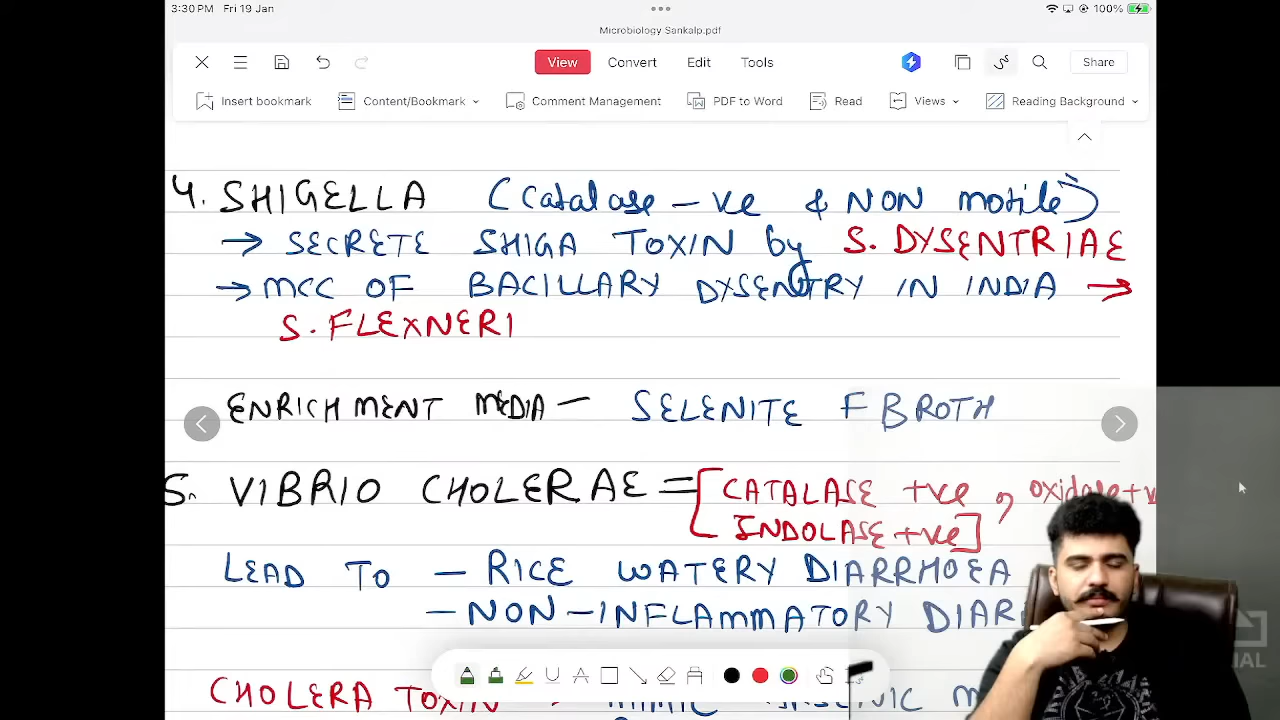 3:30 PM Fri 19 Jan
100%
Microbiology Sankalp.pdf
View Convert Edit Tools Share
Insert bookmark Content/Bookmark Comment Management PDF to Word Read Views Reading Background
4. SHIGELLA (Catalase -ve & NON motile)
→ SECRETE SHIGA TOXIN by S. DYSENTRIAE
→ MCC OF BACILLARY DYSENTRY IN INDIA →
S. FLEXNERI
ENRICHMENT MEDIA - SELENITE F BROTH
5. VIBRIO CHOLERAE = [CATALASE +ve, oxidase +v
INDOLASE +ve]
LEAD TO - RICE WATERY DIARRHOEA
- NON-INFLAMMATORY DIAR
CHOLERA TOXIN